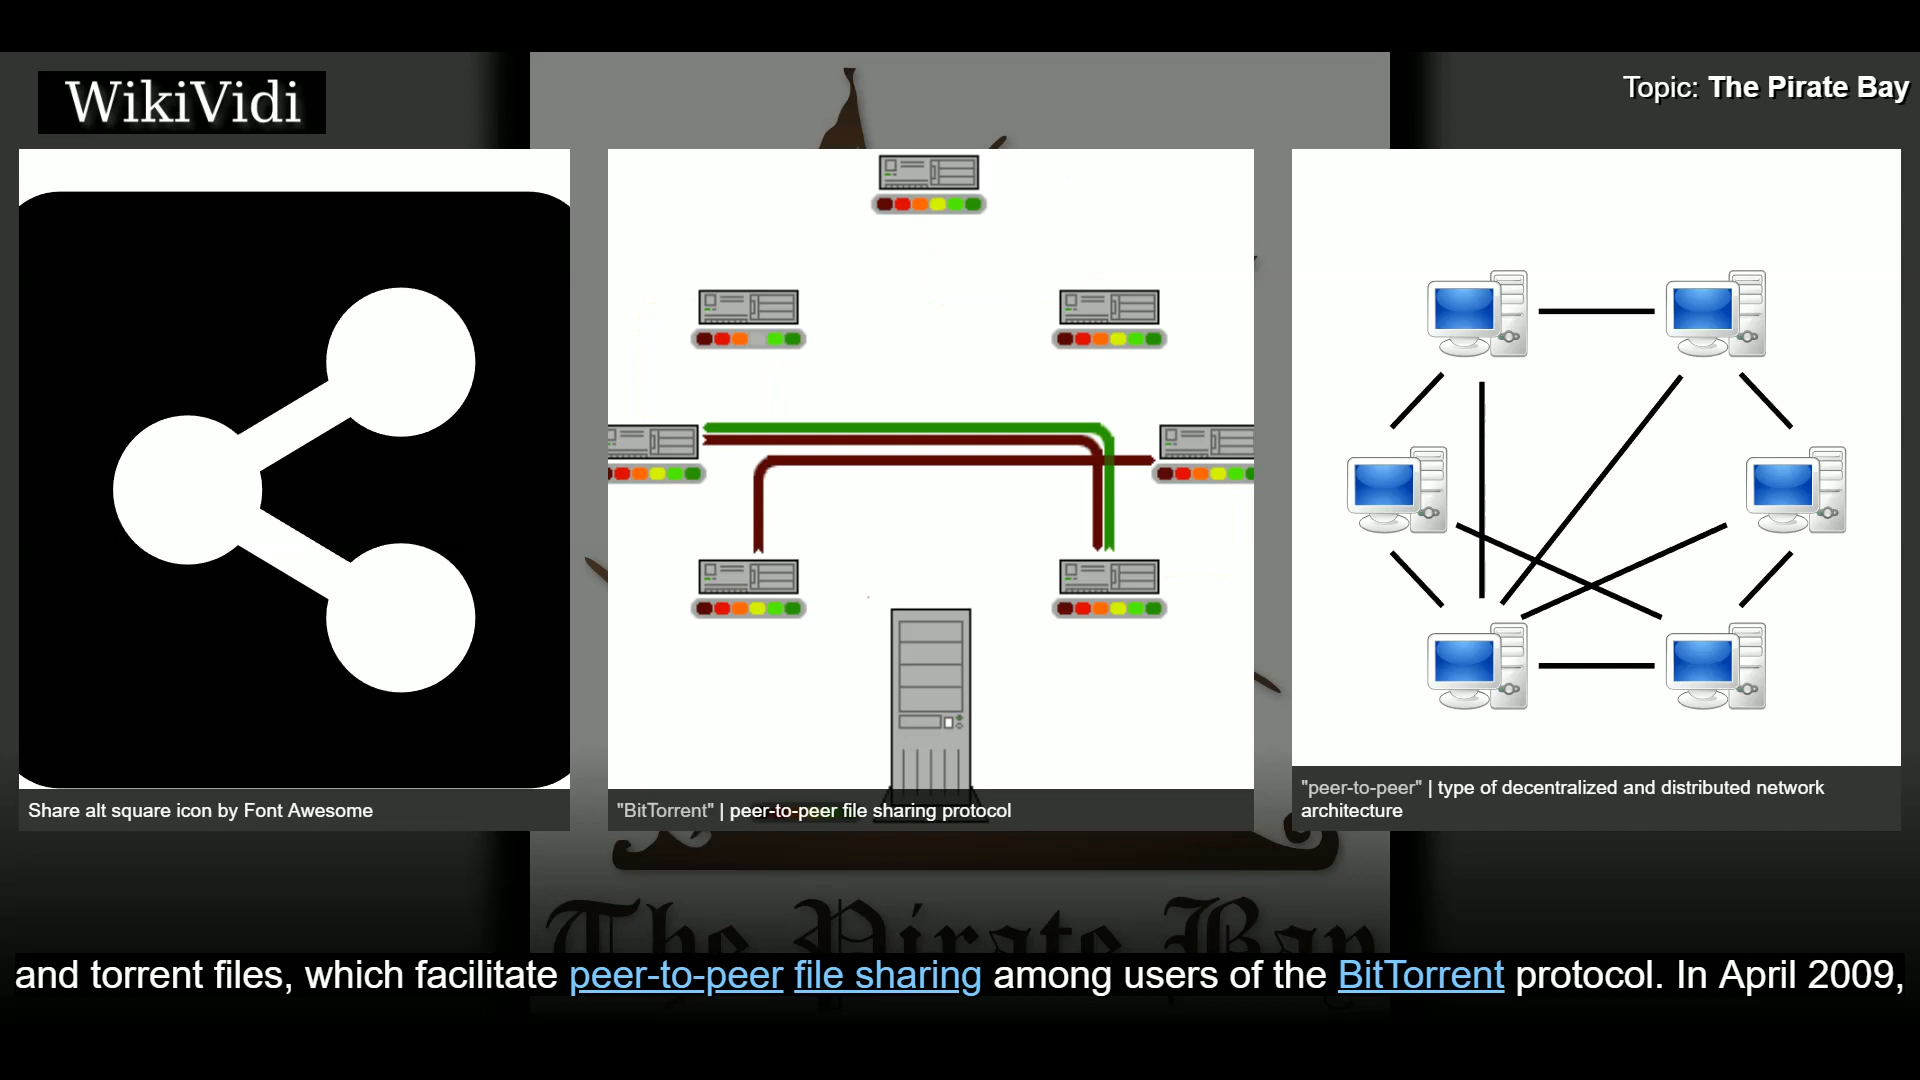 WikiVidi
Topic: The Pirate Bay
Share alt square icon by Font Awesome
"BitTorrent" | peer-to-peer file sharing protocol
"peer-to-peer" | type of decentralized and distributed network
architecture
The Pirate Bay
and torrent files, which facilitate peer-to-peer file sharing among users of the BitTorrent protocol. In April 2009,